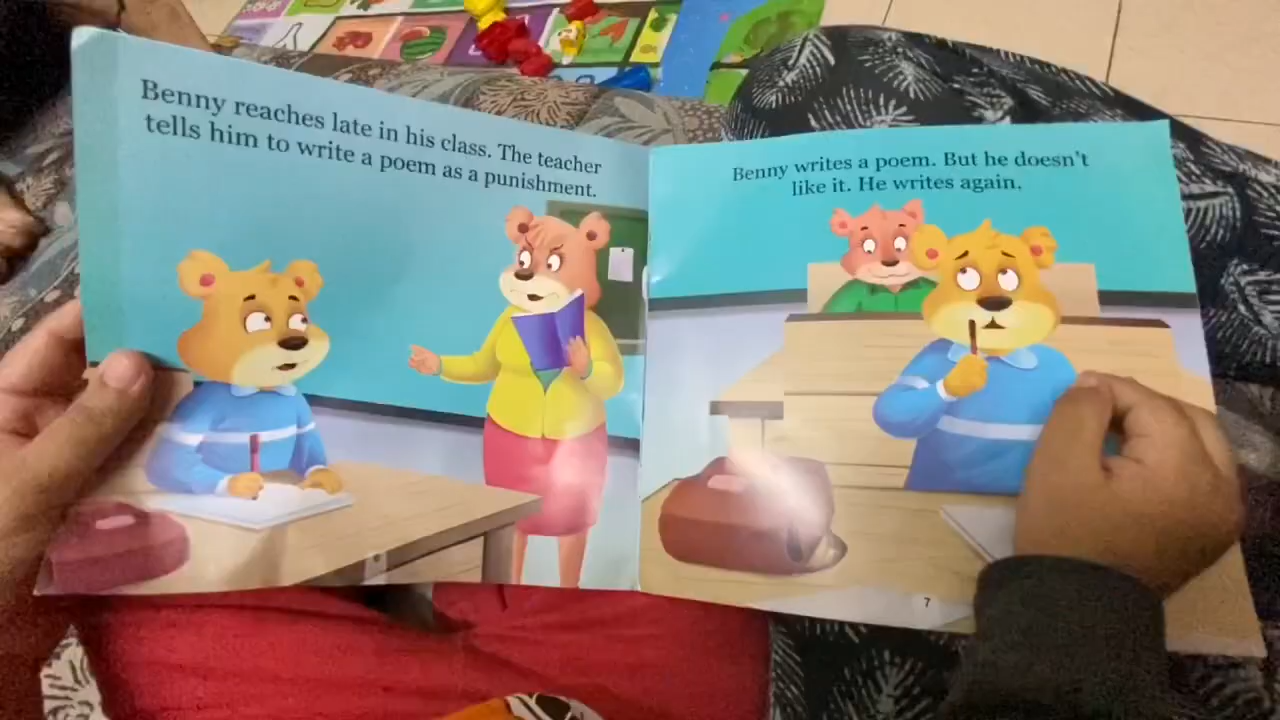 Benny reaches late in his class. The teacher
tells him to write a poem as a punishment.
Benny writes a poem. But he doesn't
like it. He writes again.
7